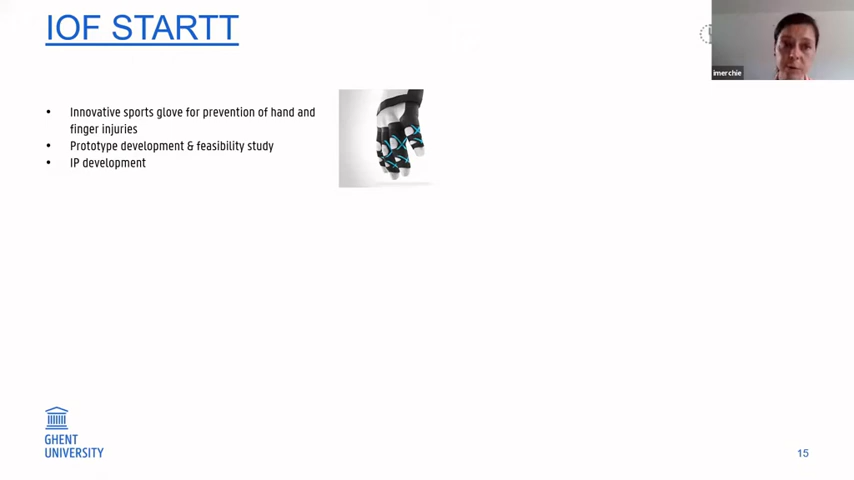 IOF STARTT
imerchie
• Innovative sports glove for prevention of hand and
finger injuries
• Prototype development & feasibility study
• IP development
GHENT
UNIVERSITY
15